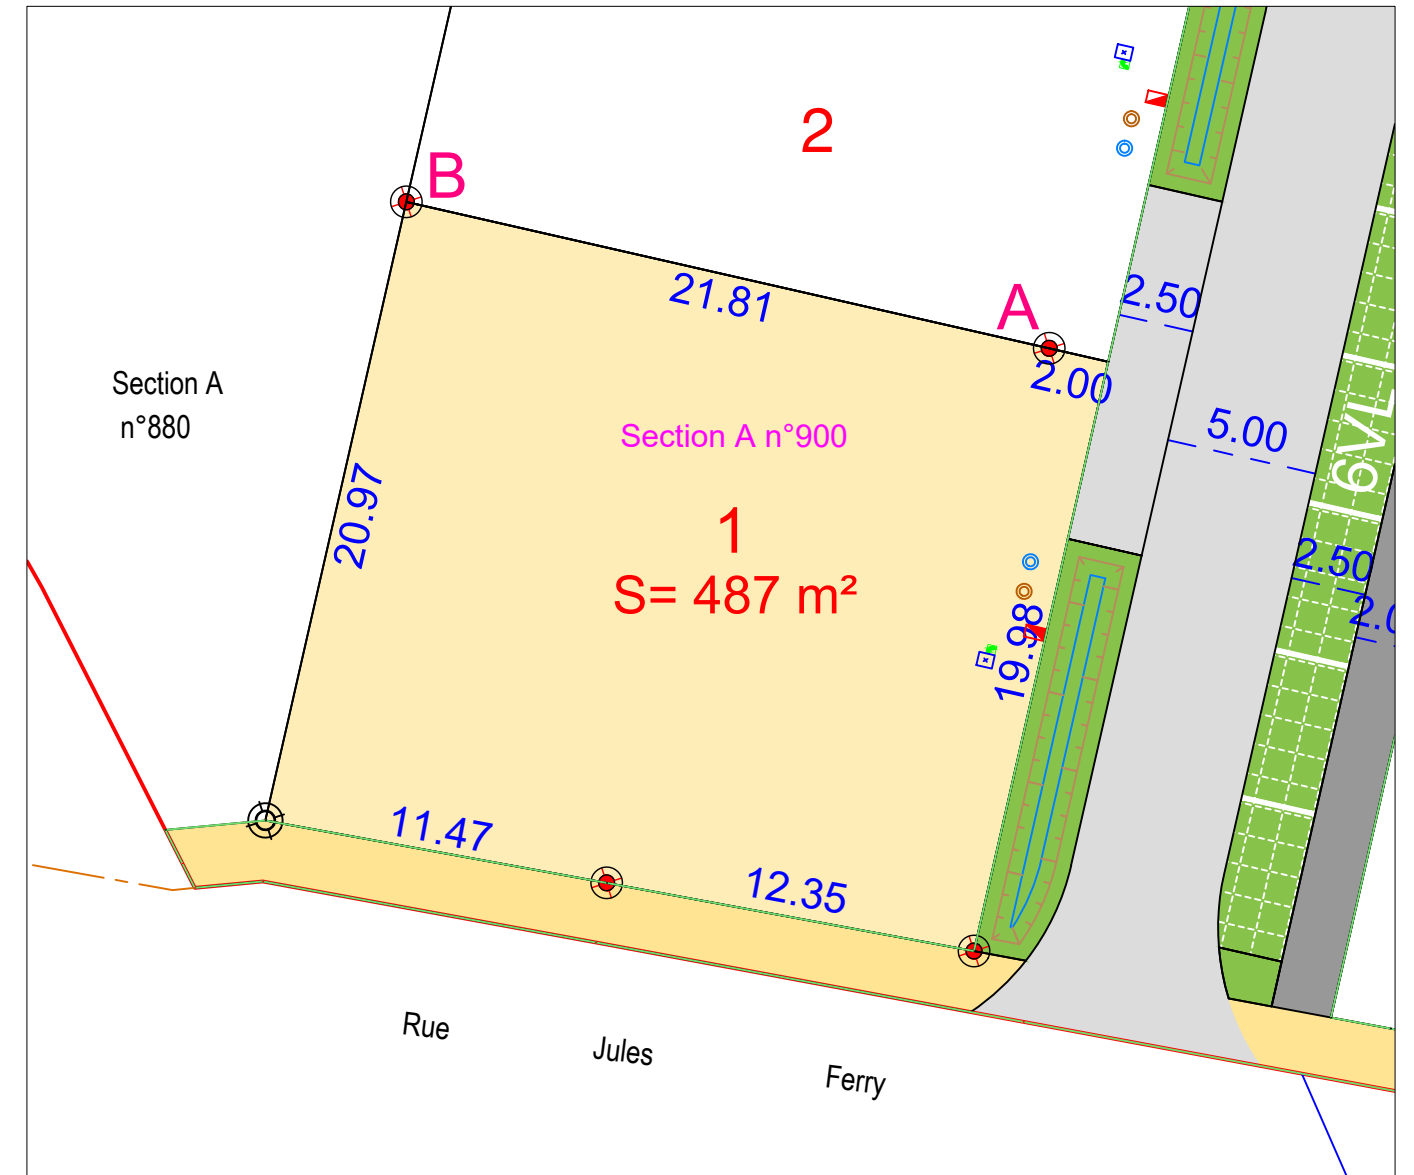 2
B
21.81
A
2.50
2.00
Section A
n°880
Section A n°900
5.00
6VL
20.97
1
S= 487 m²
2.50
19.98
11.47
12.35
Rue Jules Ferry